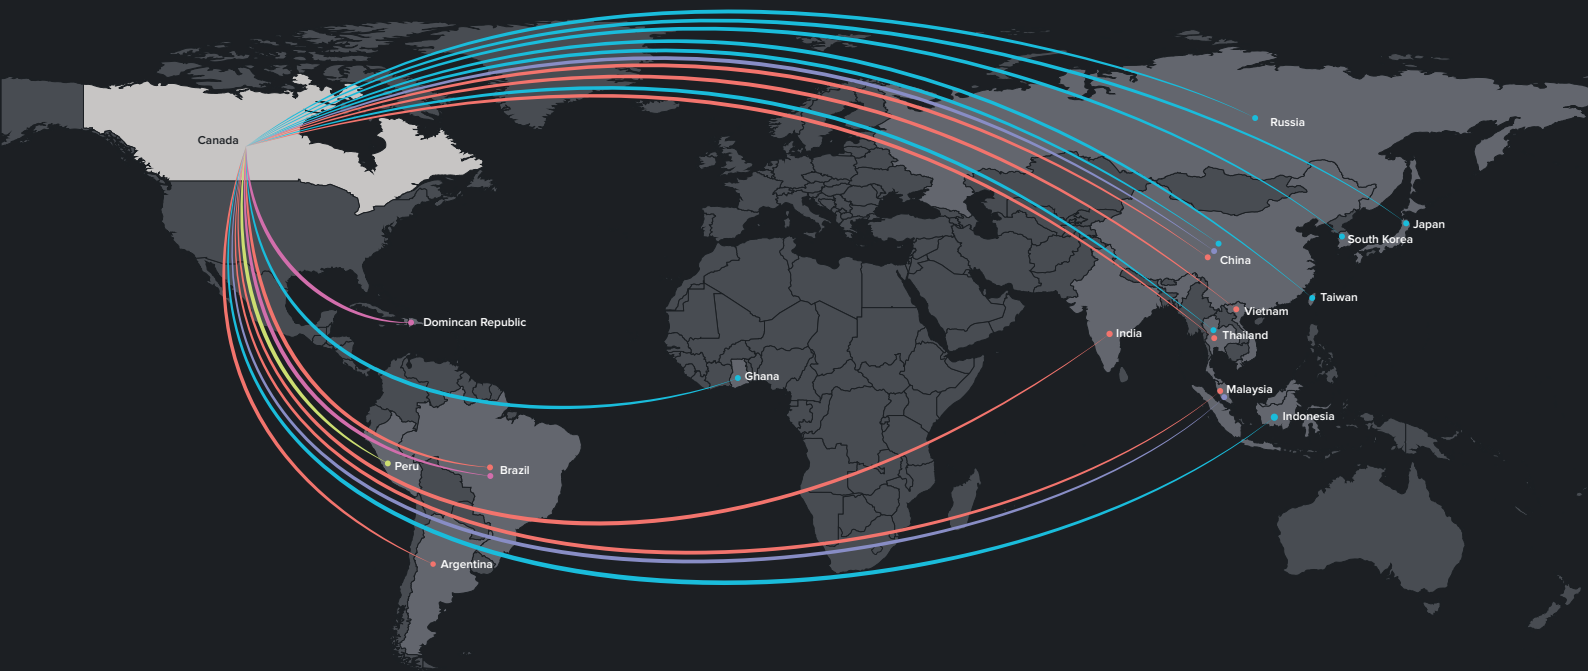 Russia
Canada
Japan
South Korea
China
Taiwan
Vietnam
Domincan Republic
India
Thailand
Ghana
Malaysia
Indonesia
Peru
Brazil
Argentina